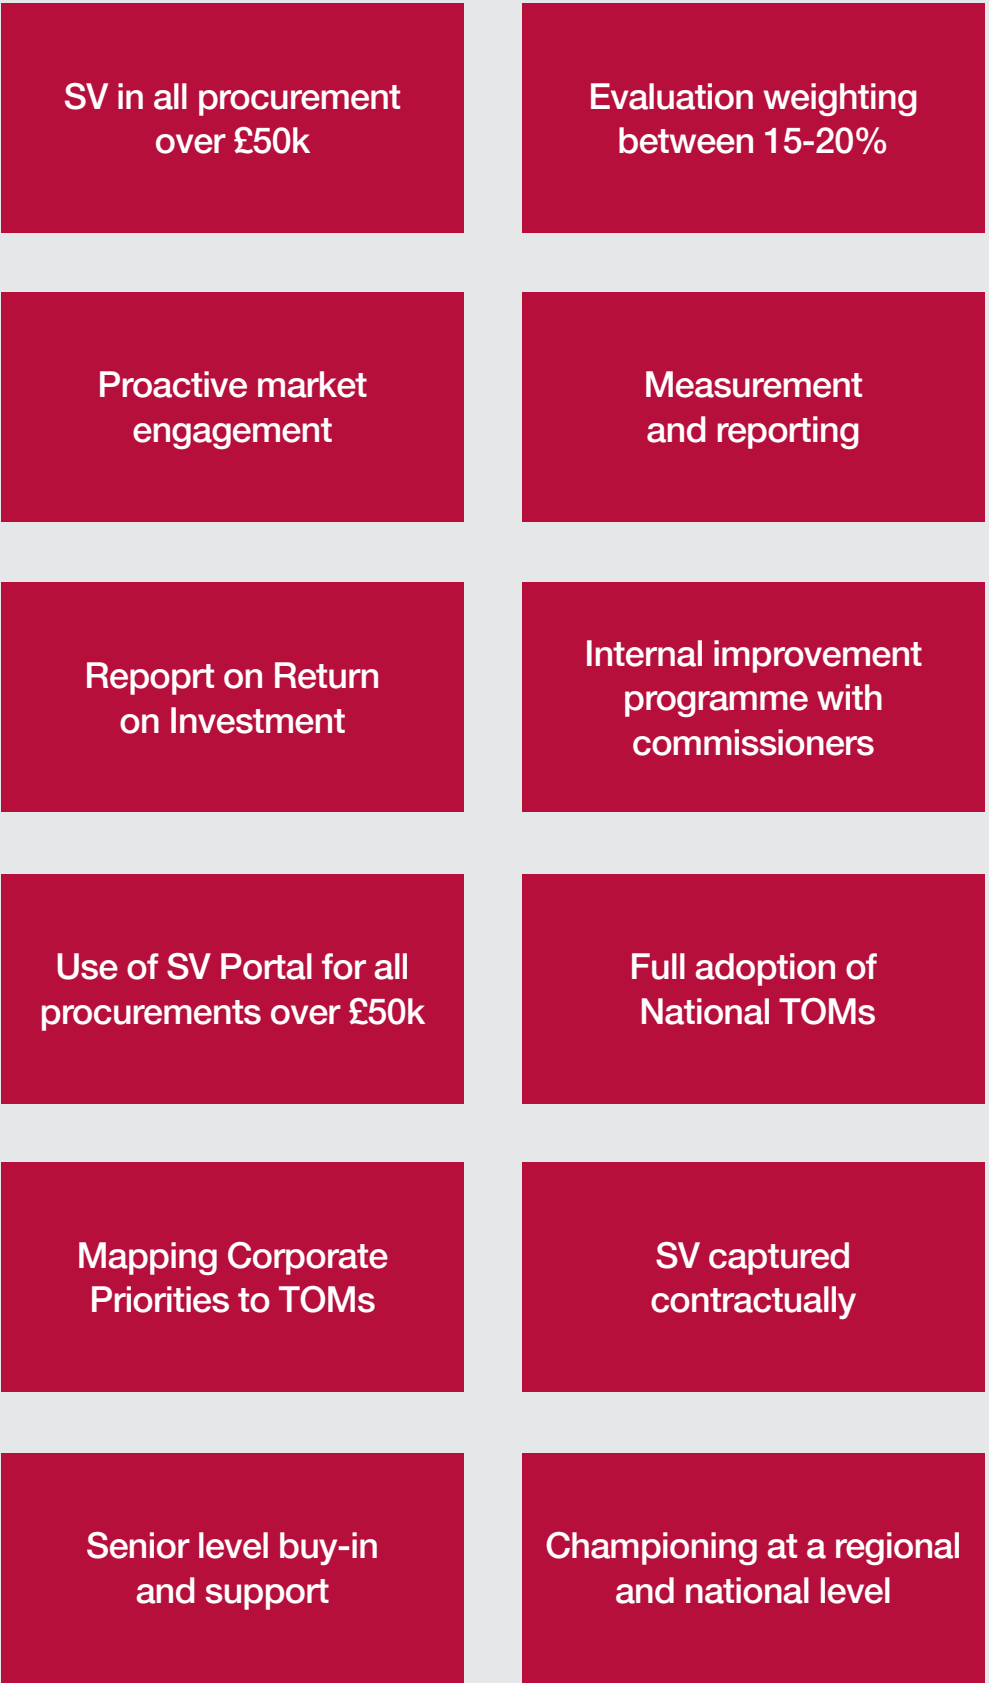 SV in all procurement
over £50k
Evaluation weighting
between 15-20%
Proactive market
engagement
Measurement
and reporting
Repoprt on Return
on Investment
Internal improvement
programme with
commissioners
Use of SV Portal for all
procurements over £50k
Full adoption of
National TOMs
Mapping Corporate
Priorities to TOMs
SV captured
contractually
Senior level buy-in
and support
Championing at a regional
and national level